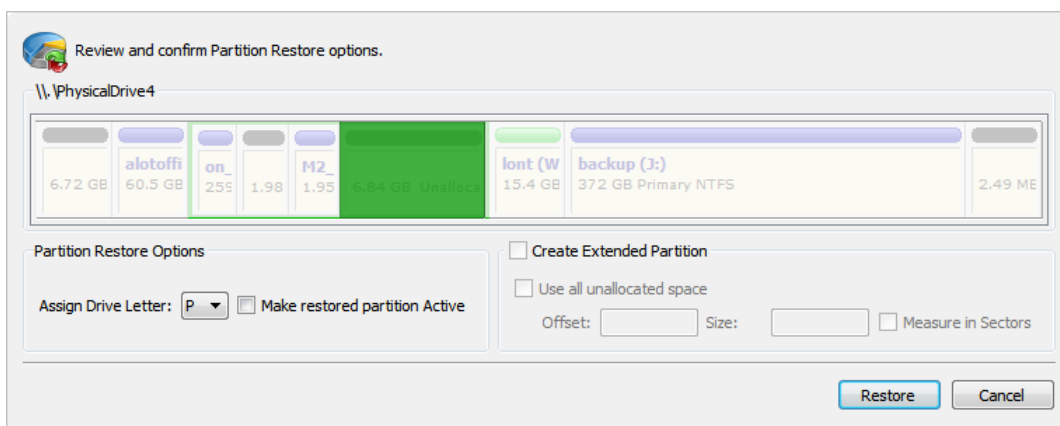 Review and confirm Partition Restore options.
\\.\PhysicalDrive4
alotoffi
on_
M2_
lont (W
backup (J:)
6.72 GB
60.5 GB
259
1.98
1.95
6.84 GB Unalloca
15.4 GB
372 GB Primary NTFS
2.49 ME
Partition Restore Options
Create Extended Partition
Assign Drive Letter: P
Make restored partition Active
Use all unallocated space
Offset:
Size:
Measure in Sectors
Restore
Cancel